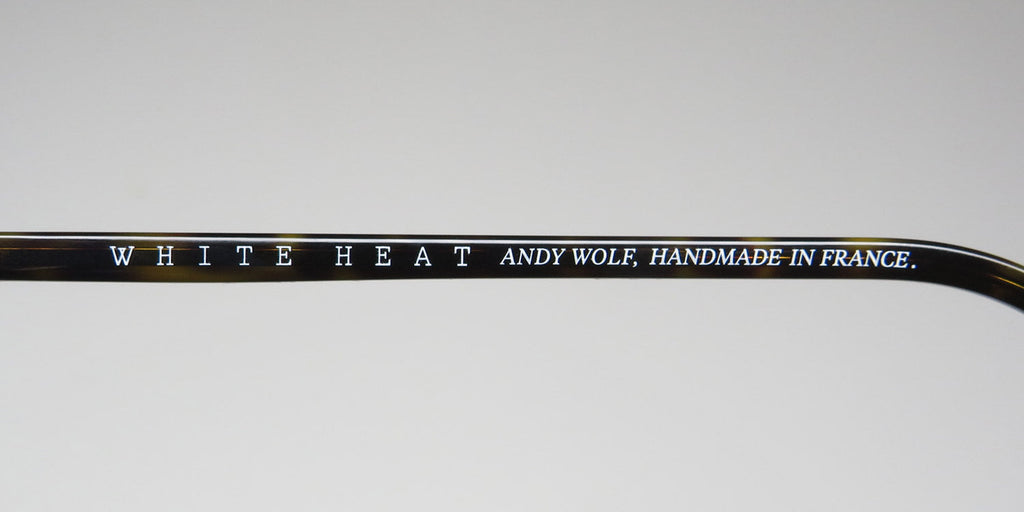 WHITE HEAT ANDY WOLF, HANDMADE IN FRANCE.